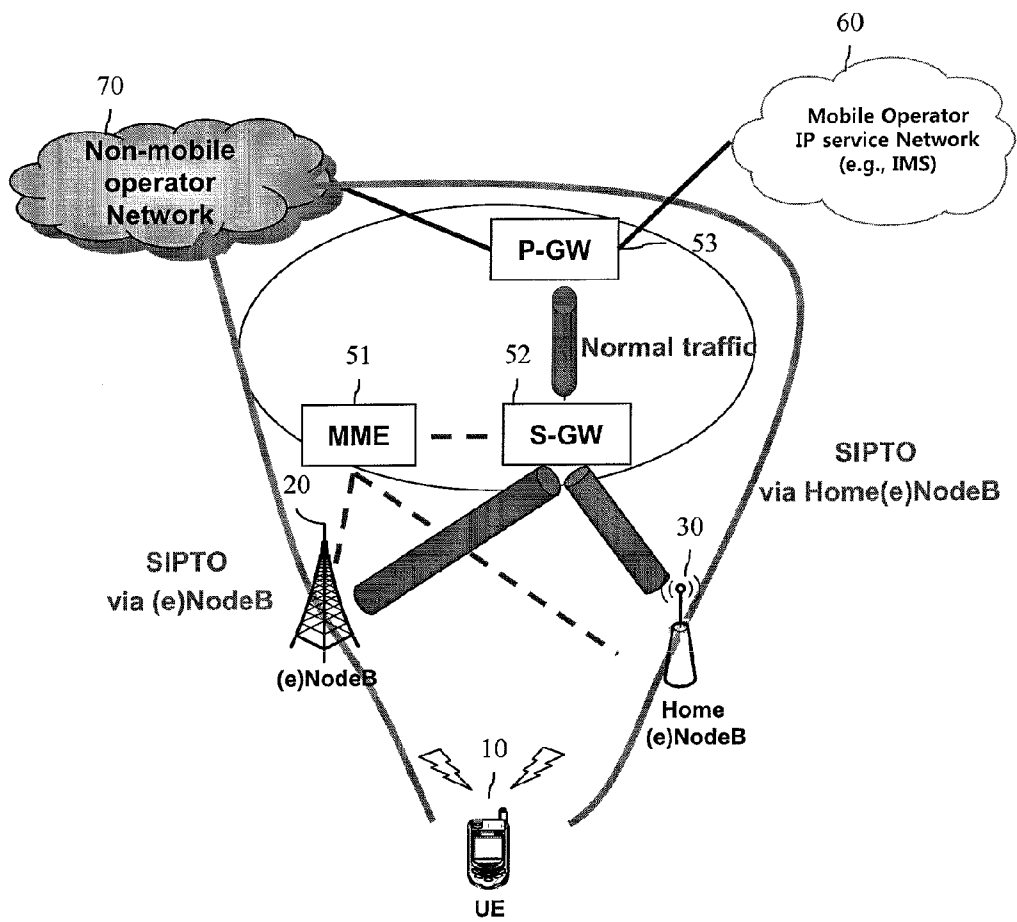 60
70
Mobile Operator
IP service Network
(e.g., IMS)
Non-mobile
operator
Network
P-GW
53
Normal traffic
51
52
MME
S-GW
SIPTO
via Home(e)NodeB
20
30
SIPTO
via (e)NodeB
(e)NodeB
Home
(e)NodeB
10
UE